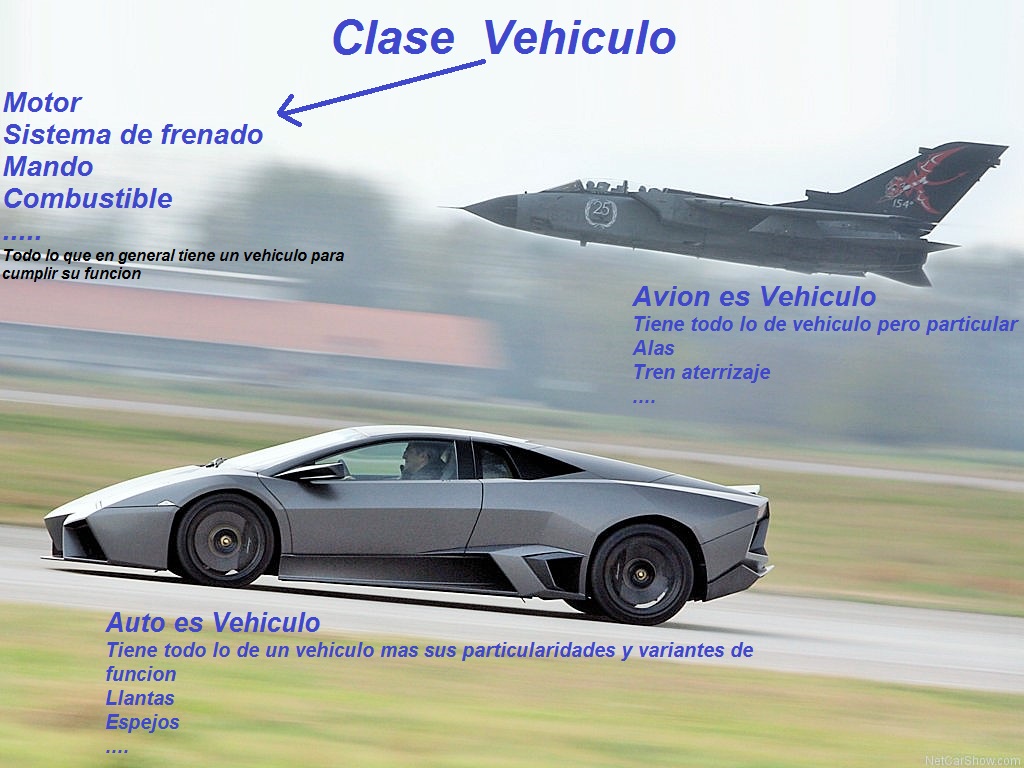 Clase Vehiculo
Motor
Sistema de frenado
Mando
Combustible
.....
Todo lo que en general tiene un vehiculo para
cumplir su funcion
25
154°
Avion es Vehiculo
Tiene todo lo de vehiculo pero particular
Alas
Tren aterrizaje
....
Auto es Vehiculo
Tiene todo lo de un vehiculo mas sus particularidades y variantes de
funcion
Llantas
Espejos
....
NetCarShow.com